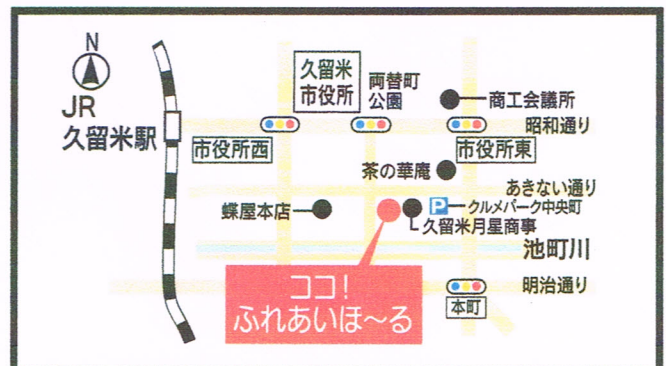 N
JR
久留米駅
久留米
市役所
両替町
公園
商工会議所
昭和通り
市役所西
市役所東
茶の華庵
あきない通り
蝶屋本店
P
クルメパーク中央町
久留米月星商事
池町川
ココ!
ふれあいほ〜る
明治通り
本町